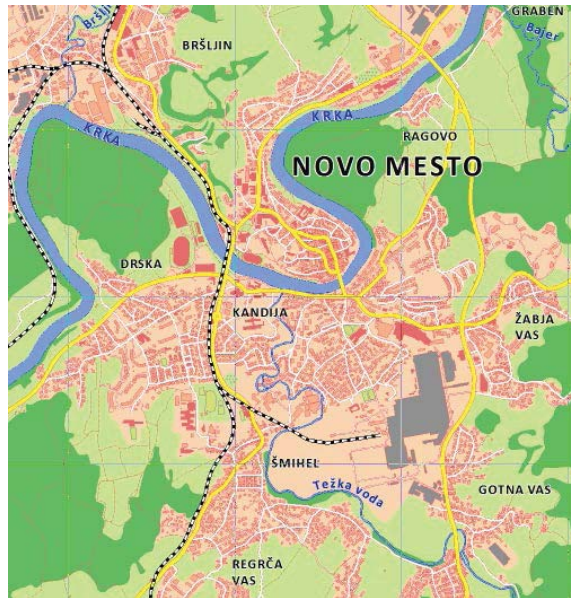 GRABEN
Bršlji
Bajer
BRŠLJIN
KRKA
KRKA
RAGOVO
NOVO MESTO
DRSKA
KANDIJA
ŽABJA
VAS
ŠMIHEL
Težka voda
GOTNA VAS
REGRČA
VAS